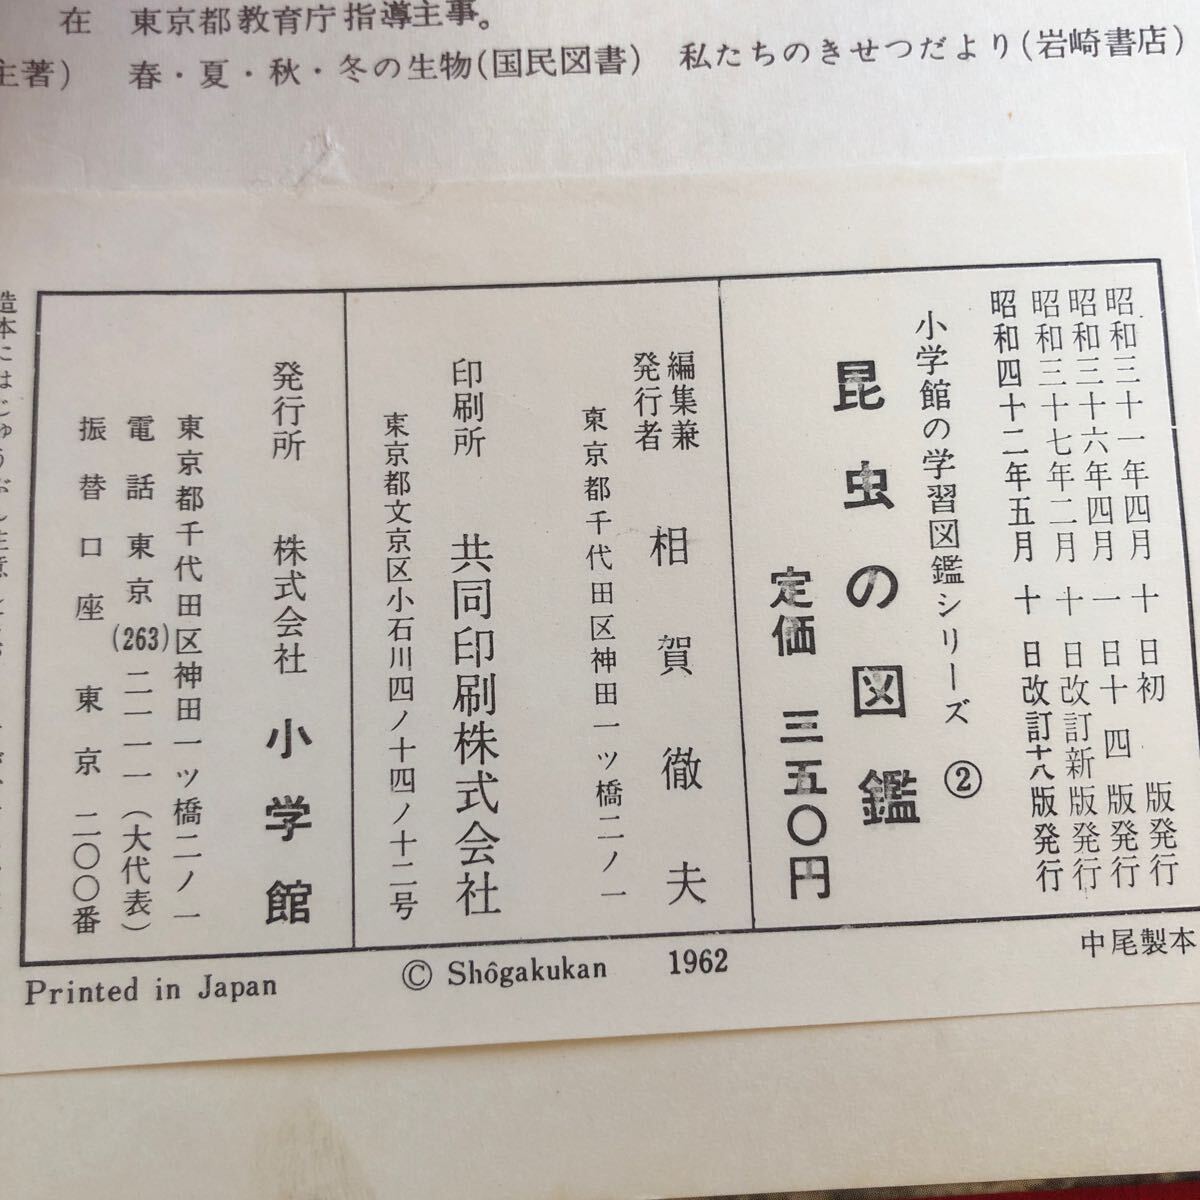 在 東京都教育庁指導主事。
主著) 春・夏・秋・冬の生物(国民図書) 私たちのきせつだより(岩崎書店)
昭和三十一年四月十日初版発行
昭和三十六年四月一日十四版発行
昭和三十七年二月十日改訂新版発行
昭和四十二年五月十日改訂十八版発行
小学館の学習図鑑シリーズ②
昆虫の図鑑
定価 三五〇円
編集兼
発行者 相賀徹夫
東京都千代田区神田一ツ橋二ノ一
印刷所 共同印刷株式会社
東京都文京区小石川四ノ十四ノ十二号
発行所 株式会社 小学館
東京都千代田区神田一ツ橋二ノ一
電話東京(263)二一一一(大代表)
振替口座 東京 二〇〇番
造本にはじゅうぶん注意
中尾製本
Printed in Japan © Shôgakukan 1962